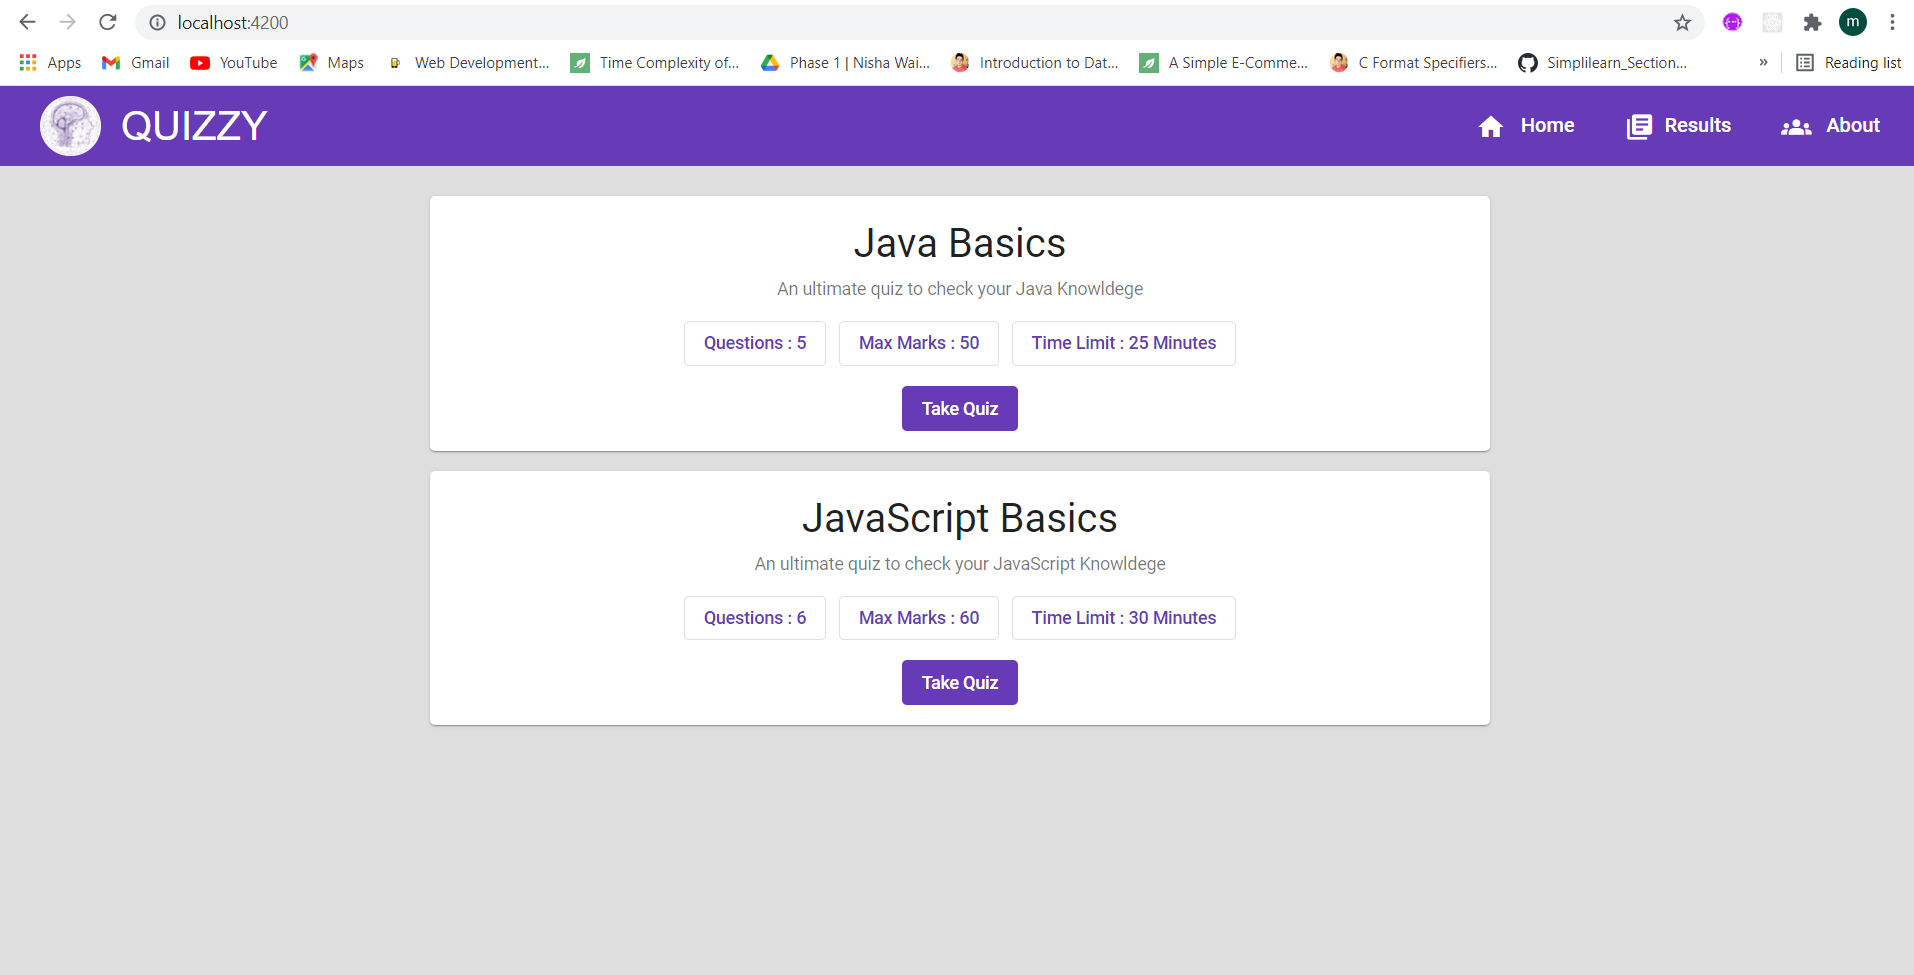 localhost:4200
m
Apps Gmail YouTube Maps Web Development... Time Complexity of... Phase 1 | Nisha Wai... Introduction to Dat... A Simple E-Comme... C Format Specifiers... Simplilearn_Section... » Reading list
QUIZZY Home Results About
Java Basics
An ultimate quiz to check your Java Knowldege
Questions : 5 Max Marks : 50 Time Limit : 25 Minutes
Take Quiz
JavaScript Basics
An ultimate quiz to check your JavaScript Knowldege
Questions : 6 Max Marks : 60 Time Limit : 30 Minutes
Take Quiz